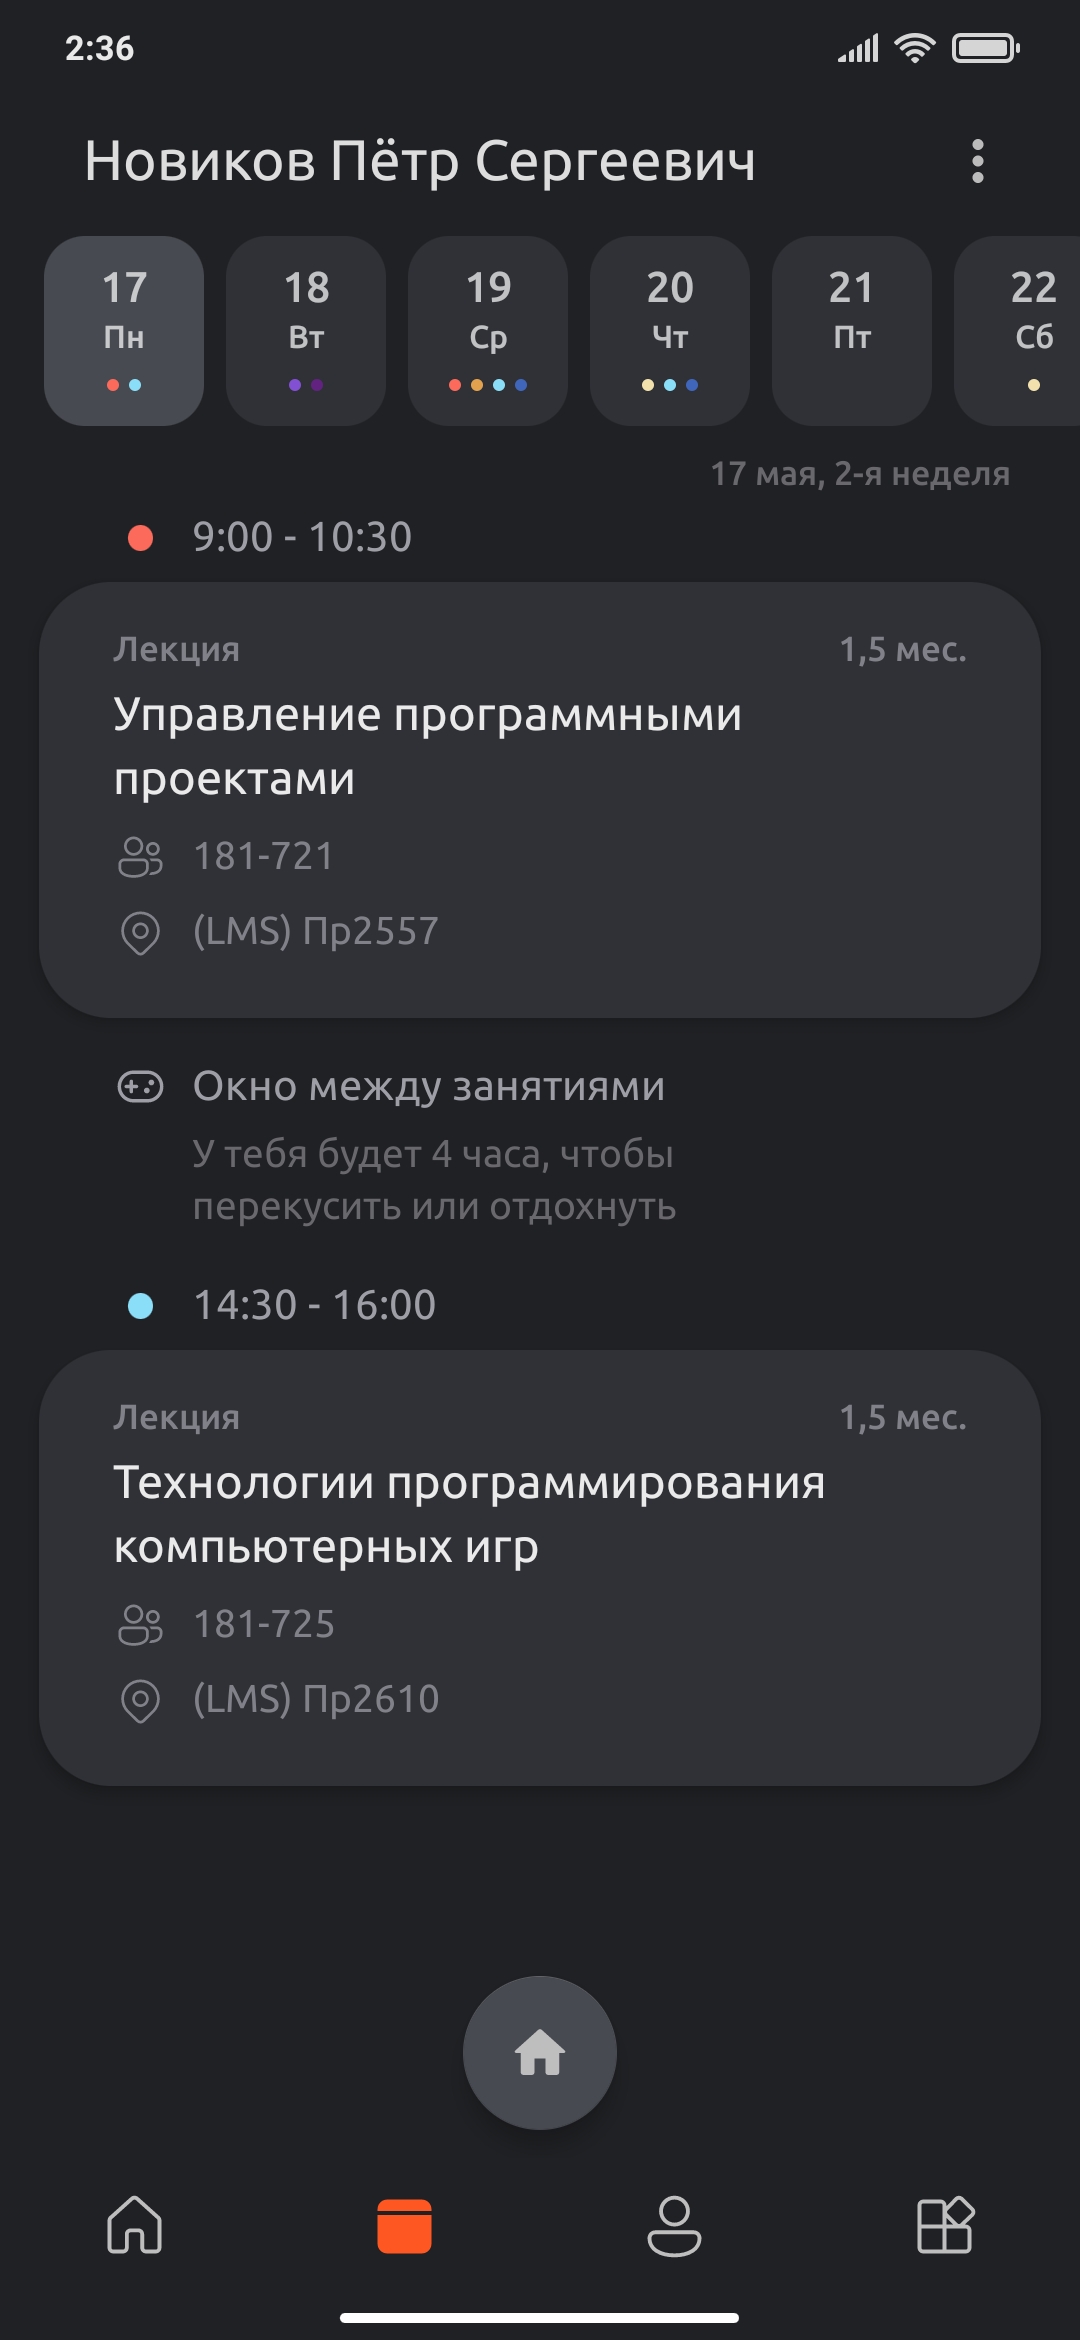 2:36
Новиков Пётр Сергеевич
17 18 19 20 21 22
Пн Вт Ср Чт Пт Сб
17 мая, 2-я неделя
9:00 - 10:30
Лекция 1,5 мес.
Управление программными
проектами
181-721
(LMS) Пр2557
Окно между занятиями
У тебя будет 4 часа, чтобы
перекусить или отдохнуть
14:30 - 16:00
Лекция 1,5 мес.
Технологии программирования
компьютерных игр
181-725
(LMS) Пр2610